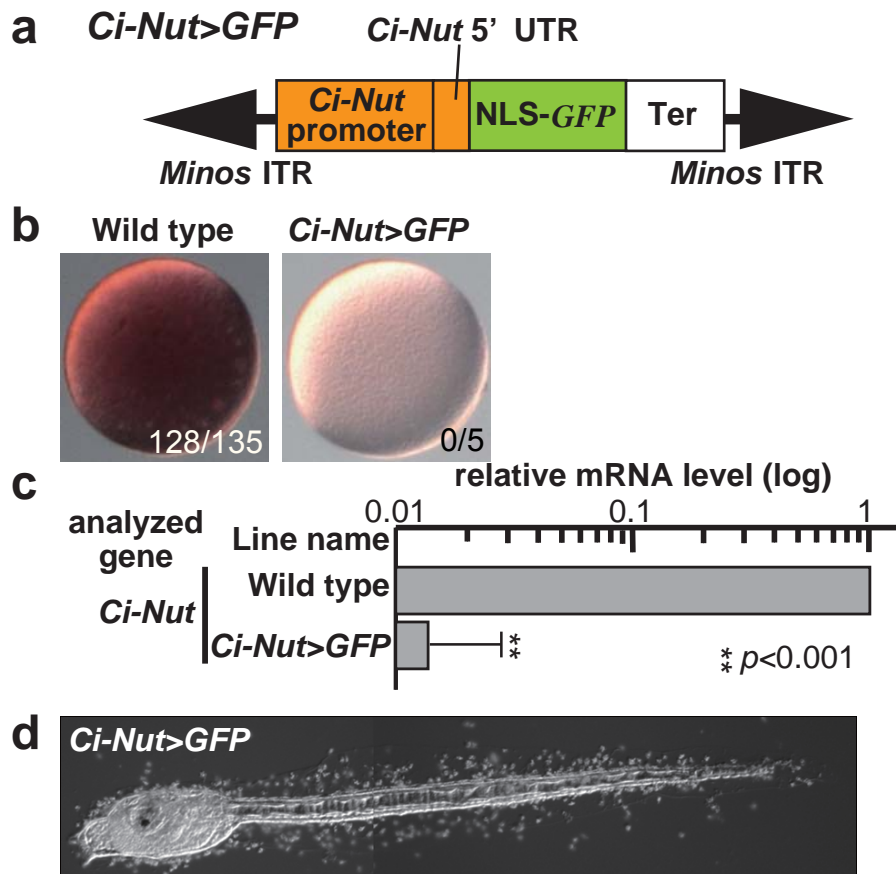 a
Ci-Nut>GFP
Ci-Nut 5’ UTR
Ci-Nut promoter
NLS-GFP
Ter
Minos ITR
Minos ITR
b
Wild type
Ci-Nut>GFP
128/135
0/5
c
relative mRNA level (log)
analyzed gene
Line name
0.01
0.1
1
Wild type
Ci-Nut
Ci-Nut>GFP
**
** p<0.001
d
Ci-Nut>GFP